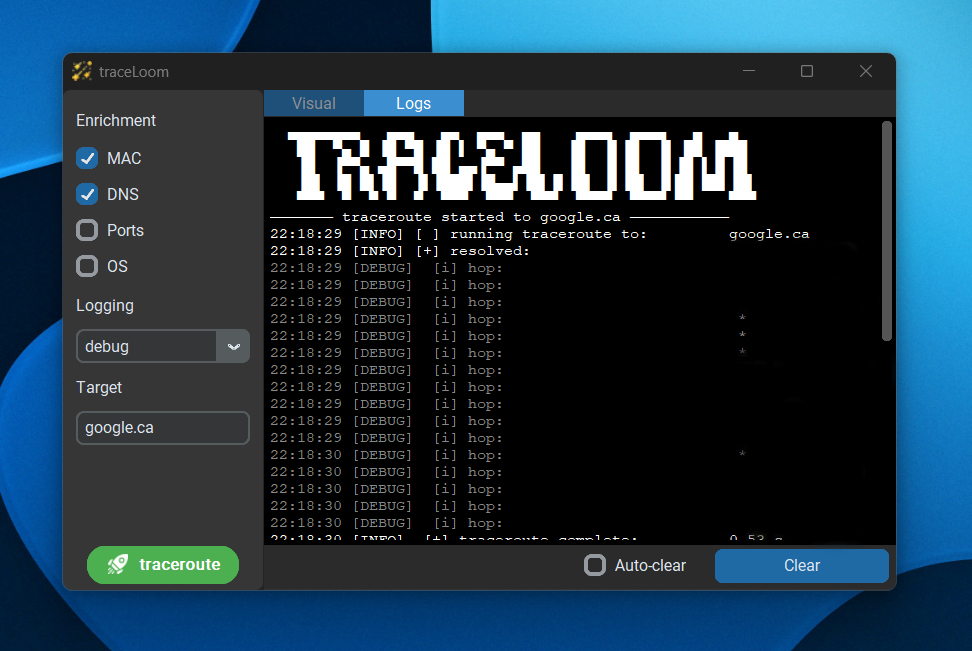 traceLoom
Enrichment
MAC
DNS
Ports
OS
Logging
debug
Target
google.ca
traceroute
Visual
Logs
TRACELOOM
traceroute started to google.ca
22:18:29 [INFO] [ ] running traceroute to: google.ca
22:18:29 [INFO] [+] resolved:
22:18:29 [DEBUG] [i] hop:
22:18:29 [DEBUG] [i] hop:
22:18:29 [DEBUG] [i] hop:
22:18:29 [DEBUG] [i] hop: *
22:18:29 [DEBUG] [i] hop: *
22:18:29 [DEBUG] [i] hop: *
22:18:29 [DEBUG] [i] hop:
22:18:29 [DEBUG] [i] hop:
22:18:29 [DEBUG] [i] hop:
22:18:29 [DEBUG] [i] hop:
22:18:29 [DEBUG] [i] hop:
22:18:30 [DEBUG] [i] hop: *
22:18:30 [DEBUG] [i] hop:
22:18:30 [DEBUG] [i] hop:
22:18:30 [DEBUG] [i] hop:
22:18:30 [DEBUG] [i] hop:
22:18:30 [INFO] [+] traceroute complete: 0.53 s
Auto-clear
Clear